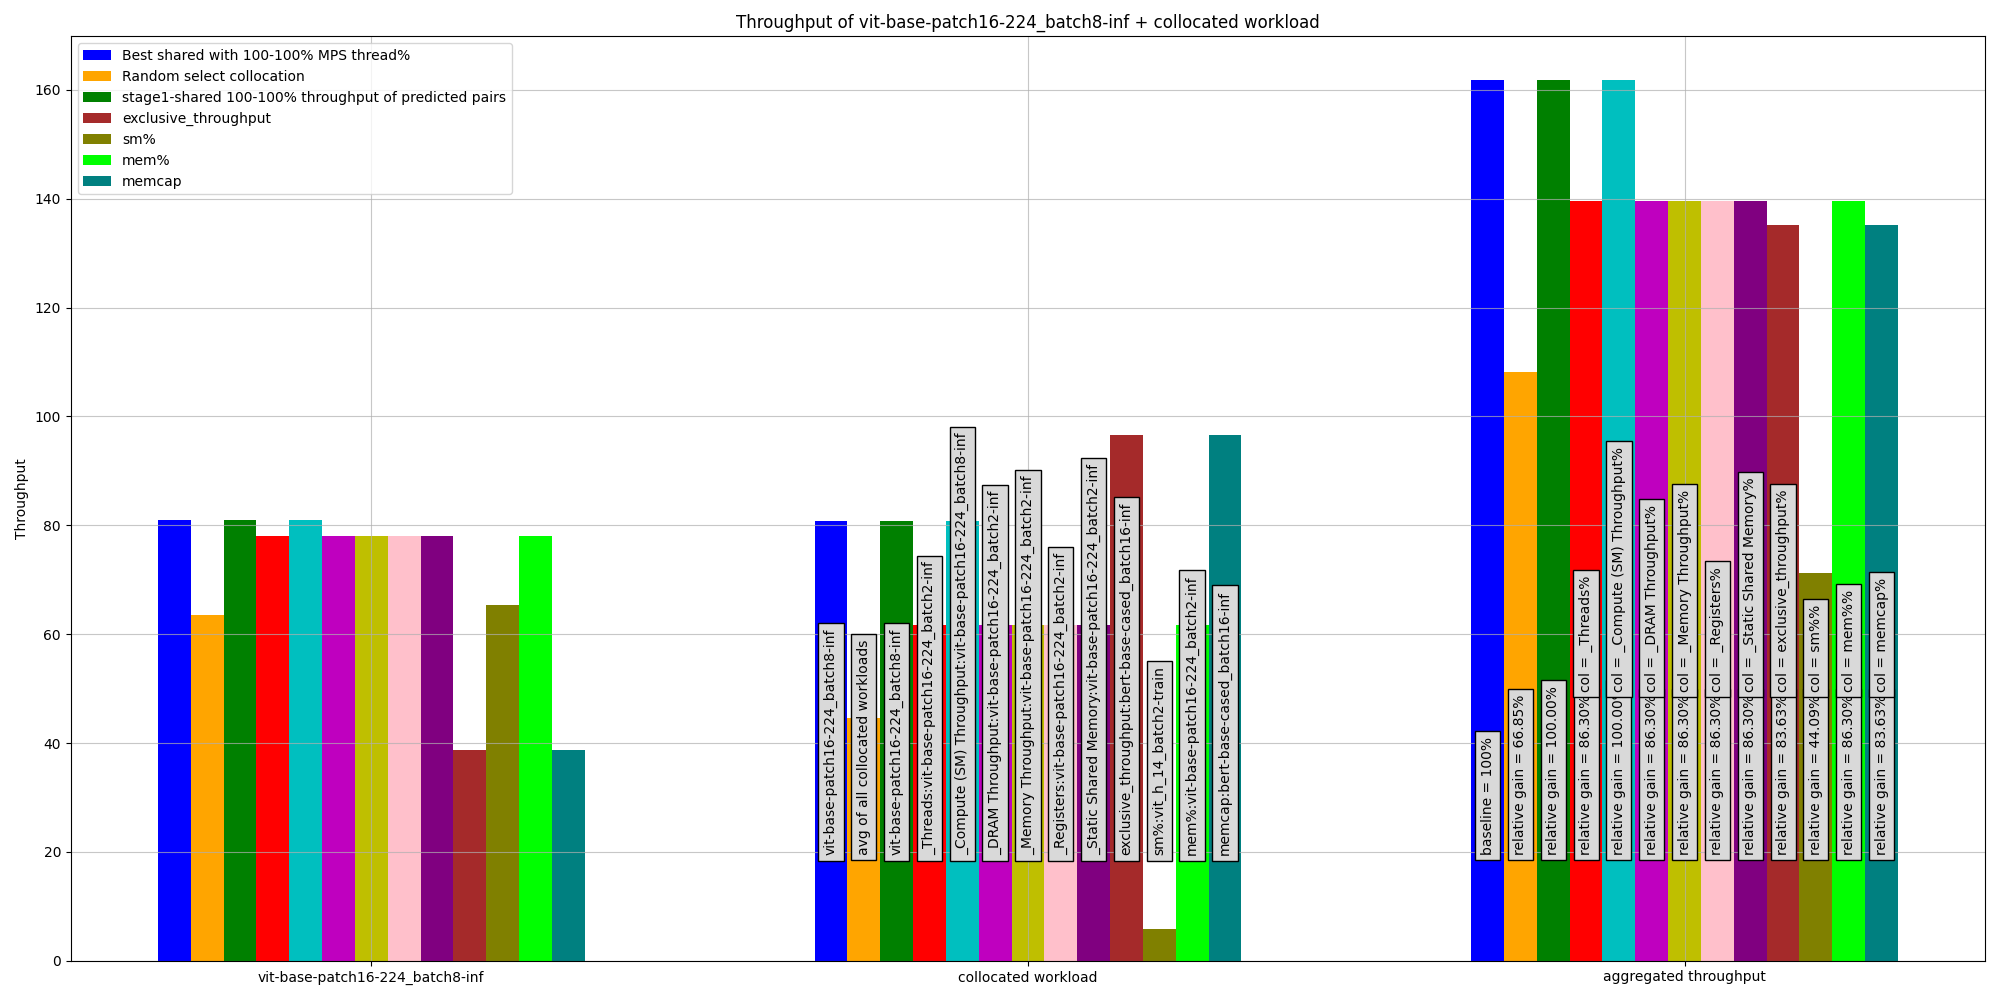 Throughput of vit-base-patch16-224_batch8-inf + collocated workload
Best shared with 100-100% MPS thread%
Random select collocation
stage1-shared 100-100% throughput of predicted pairs
exclusive_throughput
sm%
mem%
memcap
Throughput
160
140
120
100
80
60
40
20
0
vit-base-patch16-224_batch8-inf
avg of all collocated workloads
vit-base-patch16-224_batch8-inf
_Threads:vit-base-patch16-224_batch2-inf
_Compute (SM) Throughput:vit-base-patch16-224_batch8-inf
_DRAM Throughput:vit-base-patch16-224_batch2-inf
_Memory Throughput:vit-base-patch16-224_batch2-inf
_Registers:vit-base-patch16-224_batch2-inf
_Static Shared Memory:vit-base-patch16-224_batch2-inf
exclusive_throughput:bert-base-cased_batch16-inf
sm%:vit_h_14_batch2-train
mem%:vit-base-patch16-224_batch2-inf
memcap:bert-base-cased_batch16-inf
baseline = 100%
relative gain = 66.85%
relative gain = 100.00%
relative gain = 86.30%
col = _Threads%
relative gain = 100.00
col = _Compute (SM) Throughput%
relative gain = 86.30%
col = _DRAM Throughput%
relative gain = 86.30%
col = _Memory Throughput%
relative gain = 86.30%
col = _Registers%
relative gain = 86.30%
col = _Static Shared Memory%
relative gain = 83.63%
col = exclusive_throughput%
relative gain = 44.09%
col = sm%%
relative gain = 86.30%
col = mem%%
relative gain = 83.63%
col = memcap%
vit-base-patch16-224_batch8-inf
collocated workload
aggregated throughput